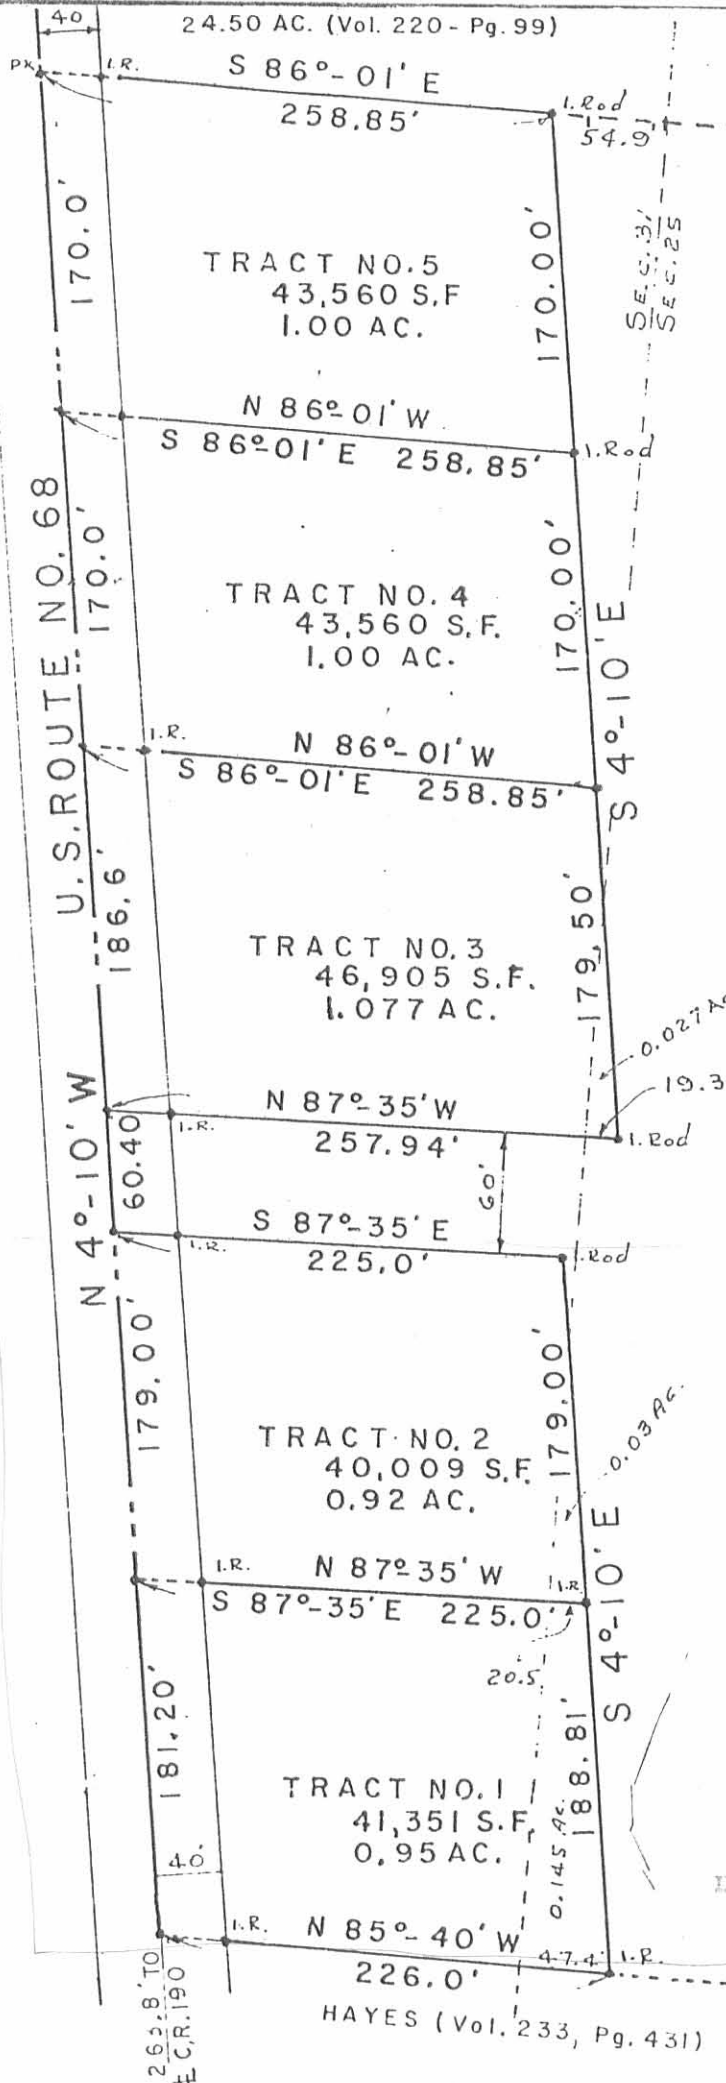 40
24.50 AC. (Vol. 220 - Pg. 99)
PK
I.R.
S 86°-01' E
258.85'
I.Rod
54.9'
170.0'
TRACT NO.5
43,560 S.F
1.00 AC.
170.00'
SEC. 31
SEC. 25
N 86°-01' W
S 86°-01' E 258.85'
I.Rod
U.S. ROUTE NO. 68
170.0'
TRACT NO. 4
43,560 S.F.
1.00 AC.
170.00'
S 4°-10' E
I.R.
N 86°-01' W
S 86°-01' E 258.85'
186.6'
TRACT NO. 3
46,905 S.F.
1.077 AC.
179.50'
0.027 Ac
19.3
N 4°-10' W
N 87°-35' W
I.R.
257.94'
I.Rod
60.40
60'
S 87°-35' E
I.R.
225.0'
I.Rod
179.00'
TRACT NO. 2
40,009 S.F.
0.92 AC.
179.00'
0.03 AC.
S 4°-10' E
I.R.
N 87°-35' W
I.R.
S 87°-35' E 225.0'
20.5
181.20'
TRACT NO. 1
41,351 S.F.
0.95 AC.
188.81'
0.145 Ac.
40'
I.R.
N 85°-40' W
47.4'
I.R.
226.0'
HAYES (Vol. 233, Pg. 431)
TO
C.R. 190